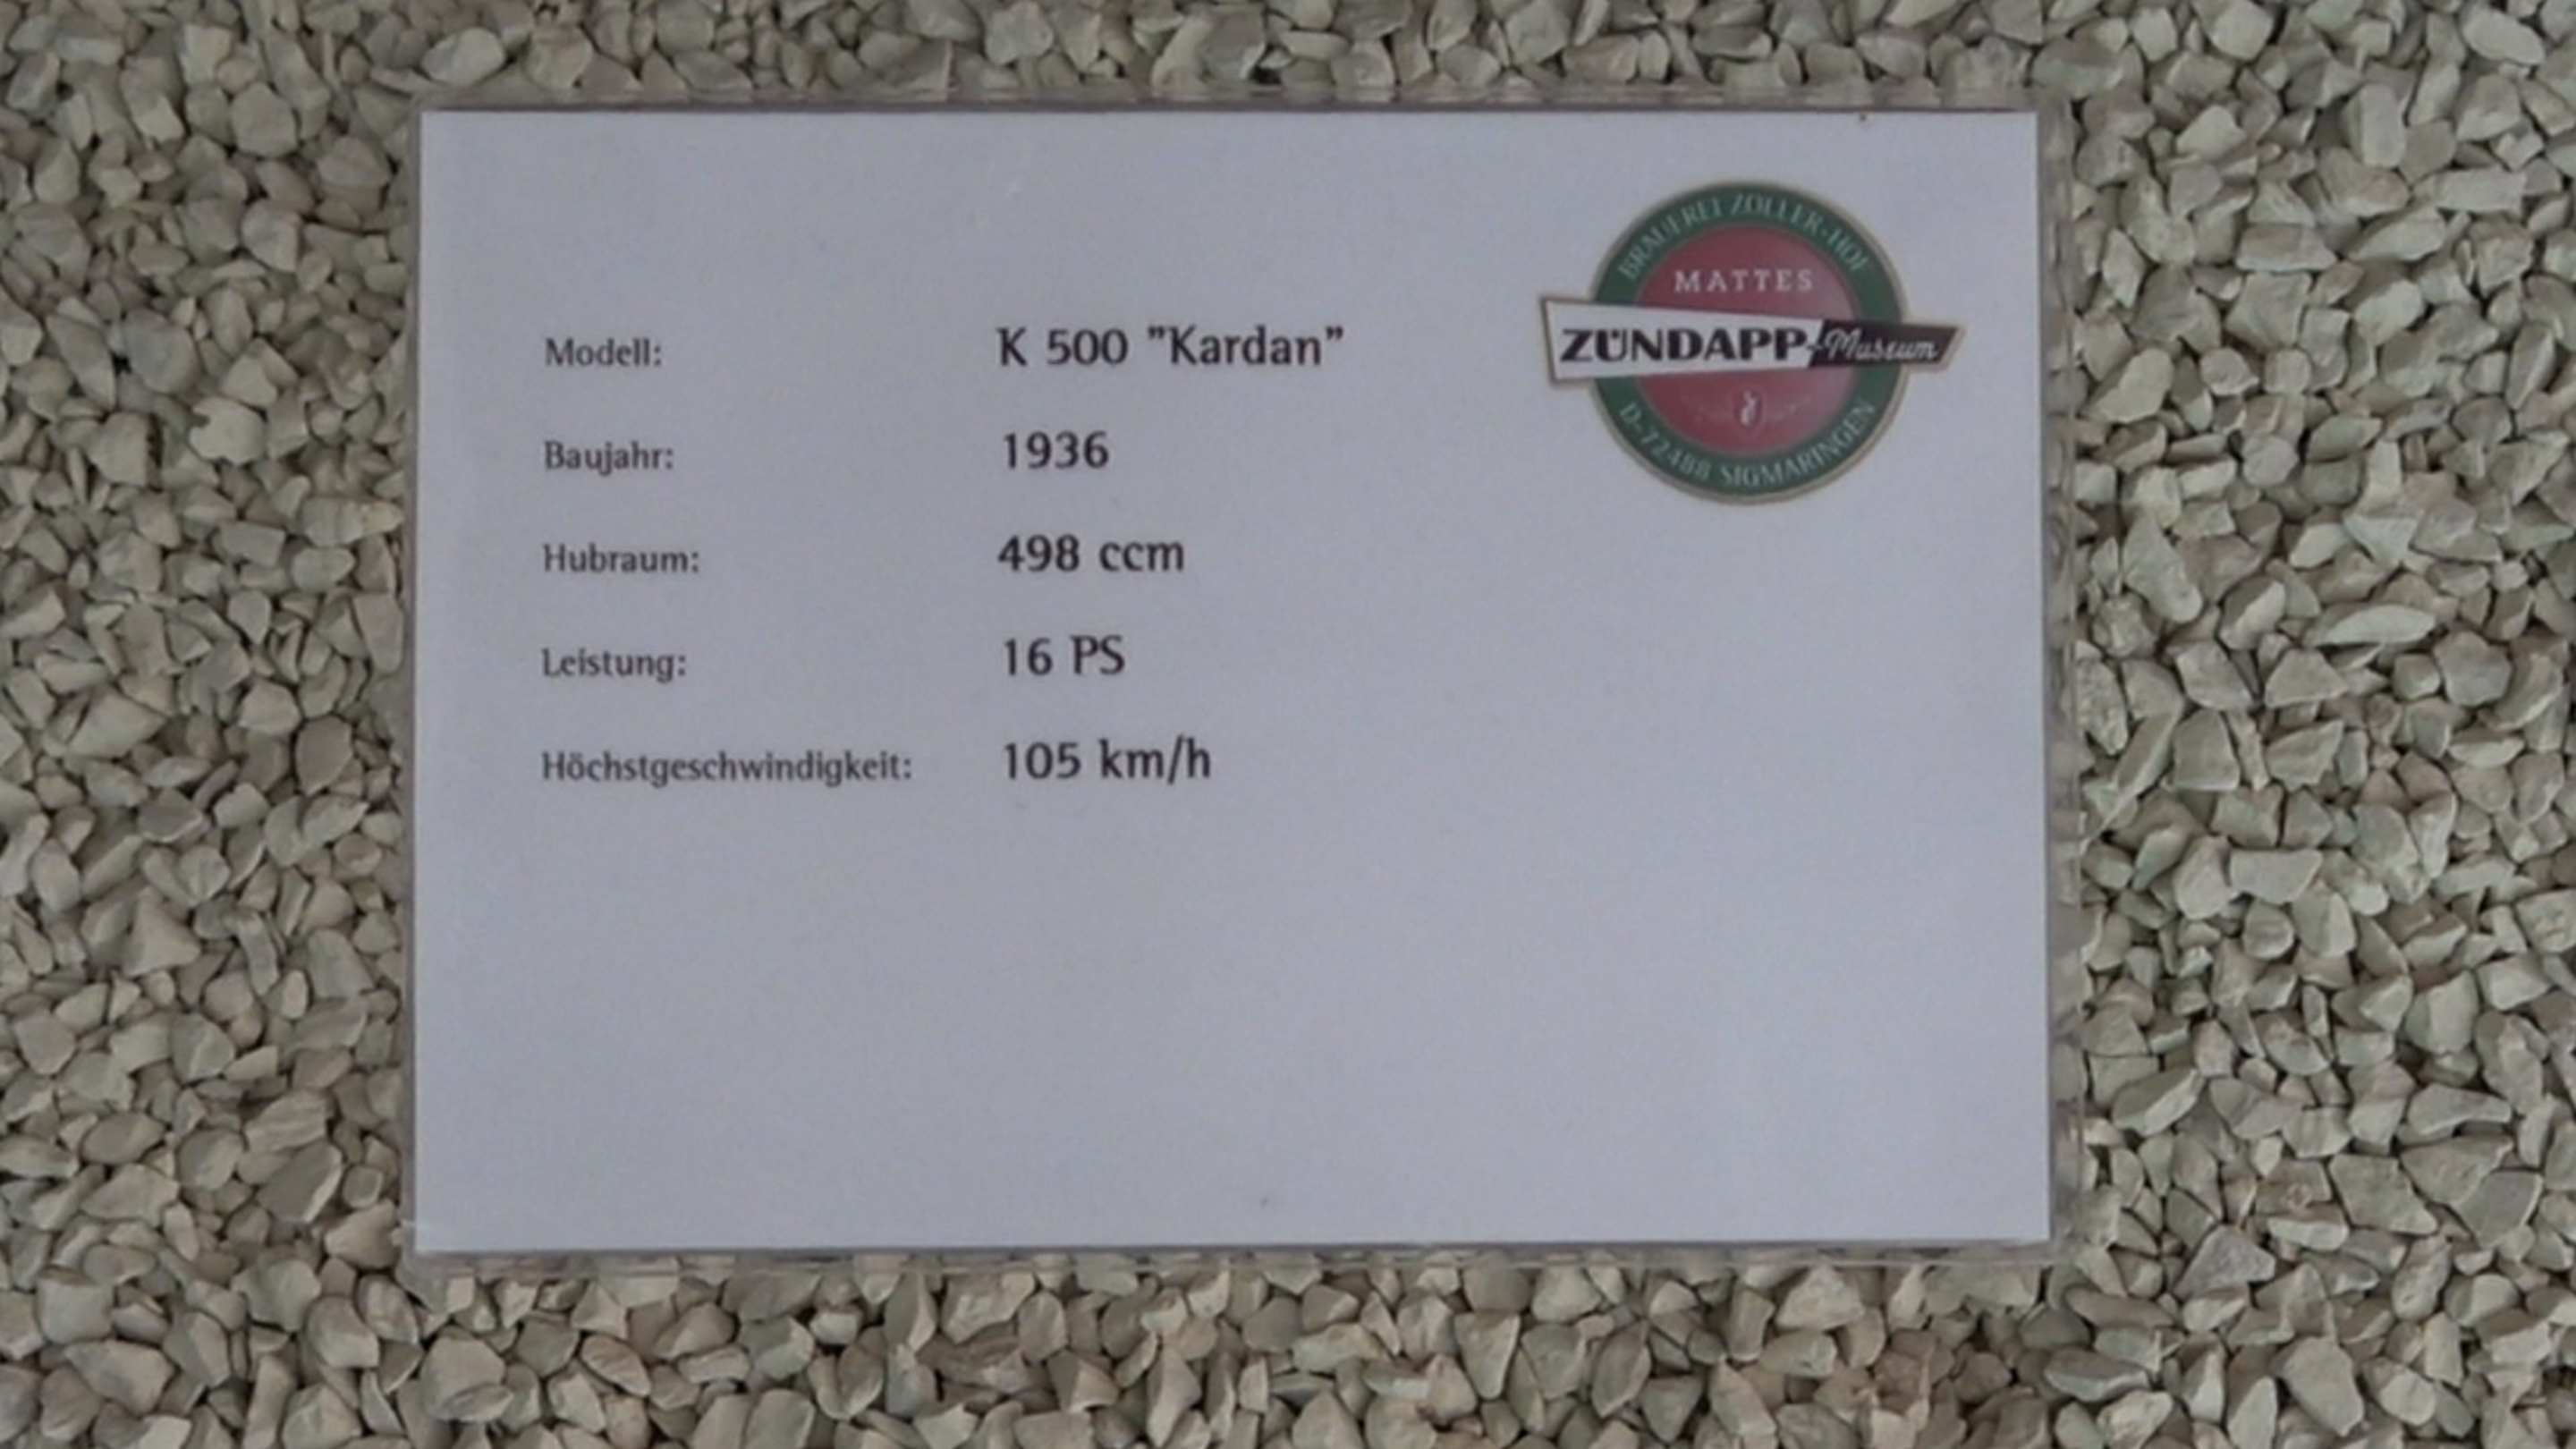 BRAUEREI ZOLLER-HOF
MATTES
ZÜNDAPP-Museum
D-72488 SIGMARINGEN
Modell: K 500 ”Kardan”
Baujahr: 1936
Hubraum: 498 ccm
Leistung: 16 PS
Höchstgeschwindigkeit: 105 km/h